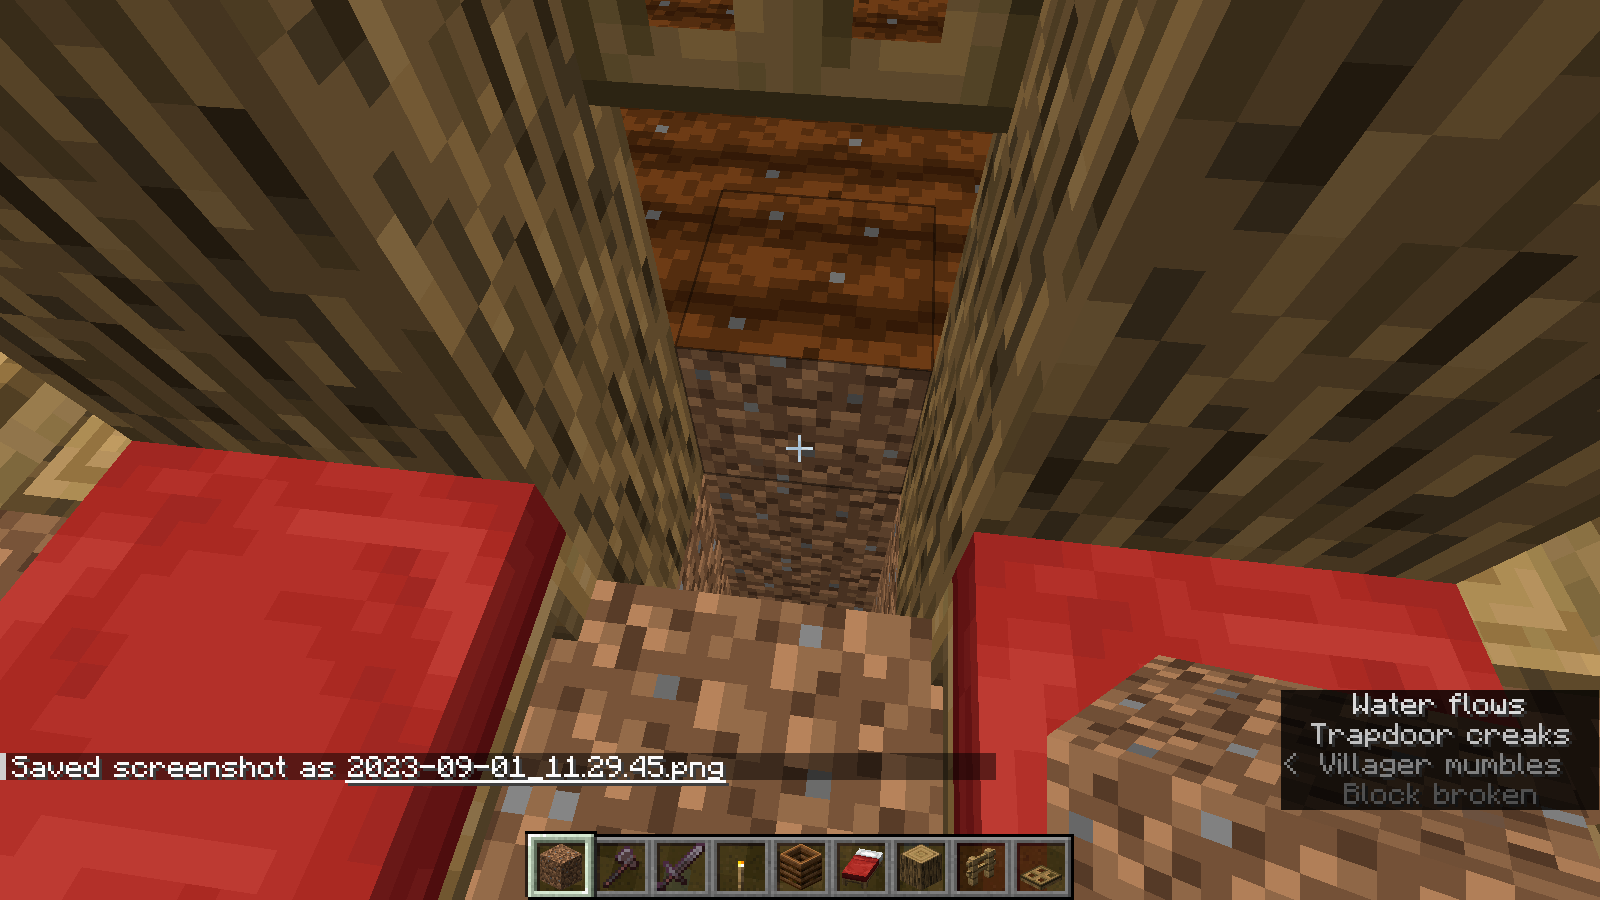 Water flows
Trapdoor creaks
< Villager mumbles
Block broken
Saved screenshot as 2023-09-01_11.29.45.png